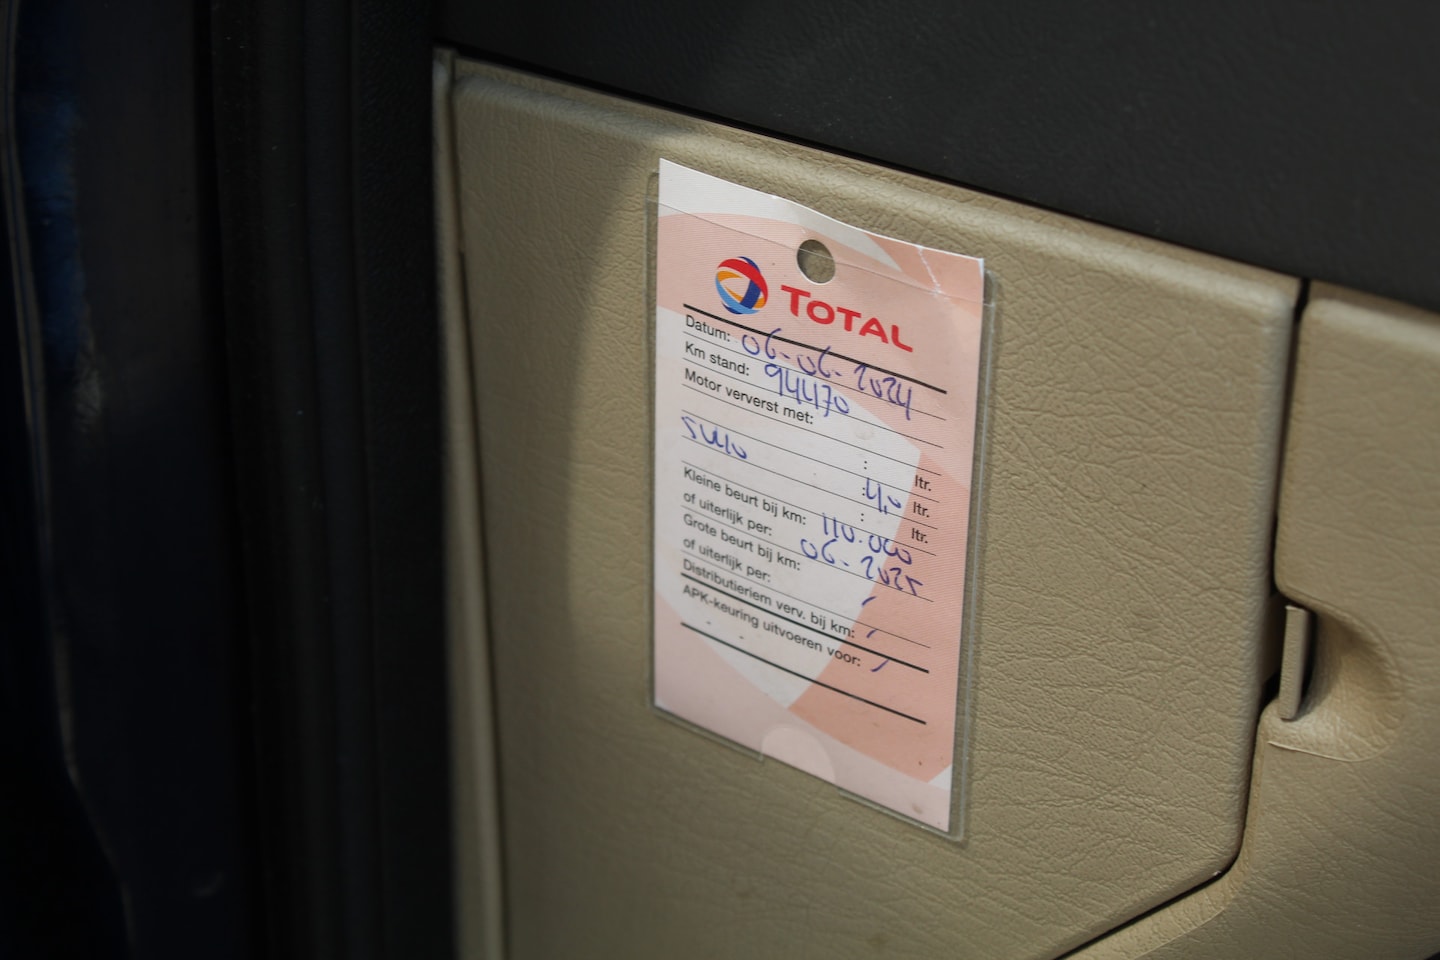 TOTAL
Datum: 06-06-2024
Km stand: 94470
Motor ververst met:
: ltr.
5W40 :4,0 ltr.
: ltr.
Kleine beurt bij km: 110.000
of uiterlijk per: 06-2025
Grote beurt bij km:
of uiterlijk per:
Distributieriem verv. bij km:
APK-keuring uitvoeren voor: